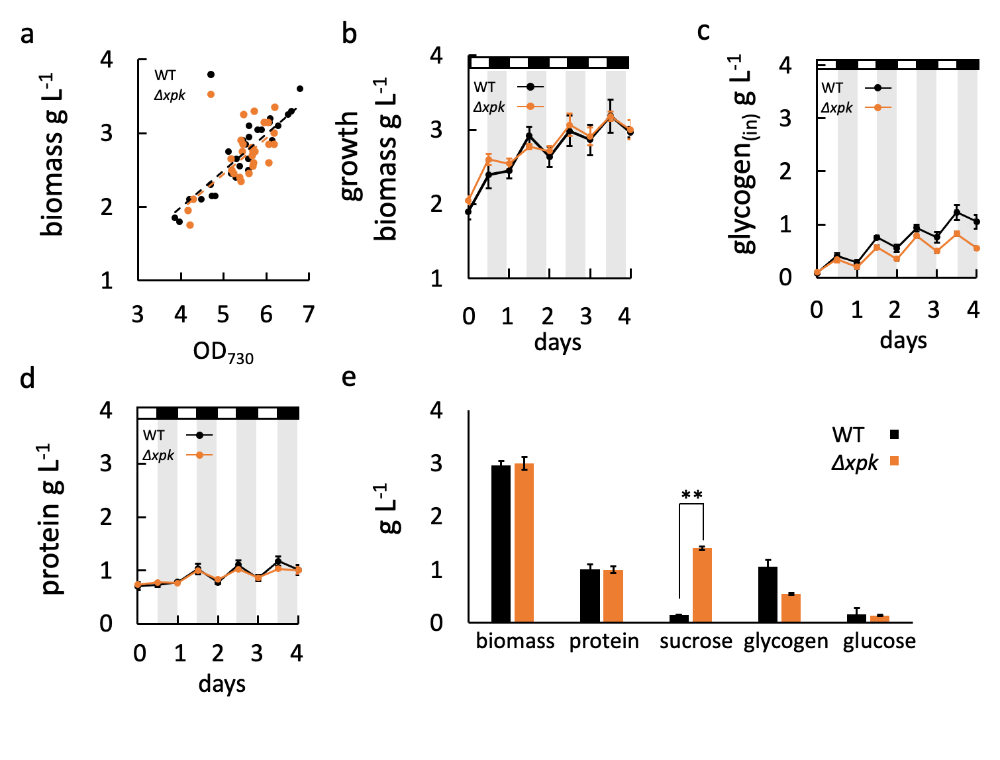 a
biomass g L-1
4
3
2
1
WT
Δxpk
3 4 5 6 7
OD730
b
growth
biomass g L-1
4
3
2
1
WT
Δxpk
0 1 2 3 4
days
c
glycogen(in) g L-1
4
3
2
1
0
WT
Δxpk
0 1 2 3 4
days
d
protein g L-1
4
3
2
1
0
WT
Δxpk
0 1 2 3 4
days
e
g L-1
4
3
2
1
0
**
WT
Δxpk
biomass protein sucrose glycogen glucose